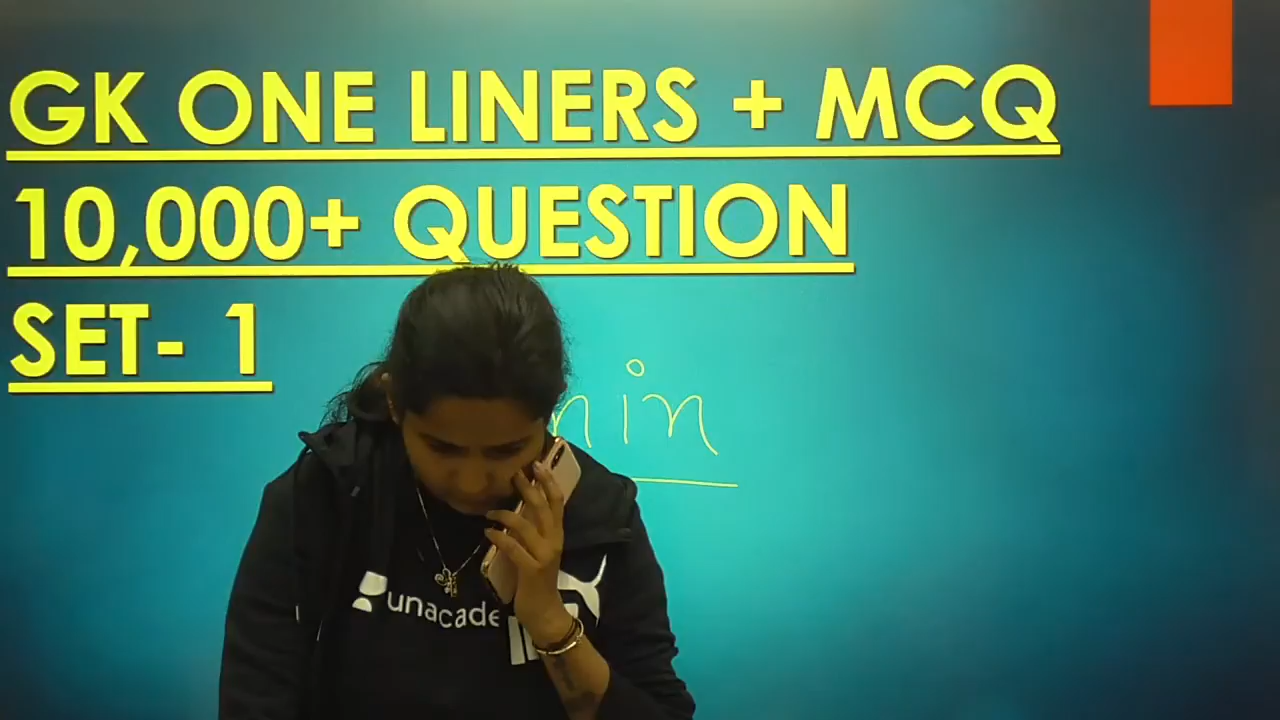 GK ONE LINERS + MCQ
10,000+ QUESTION
SET- 1